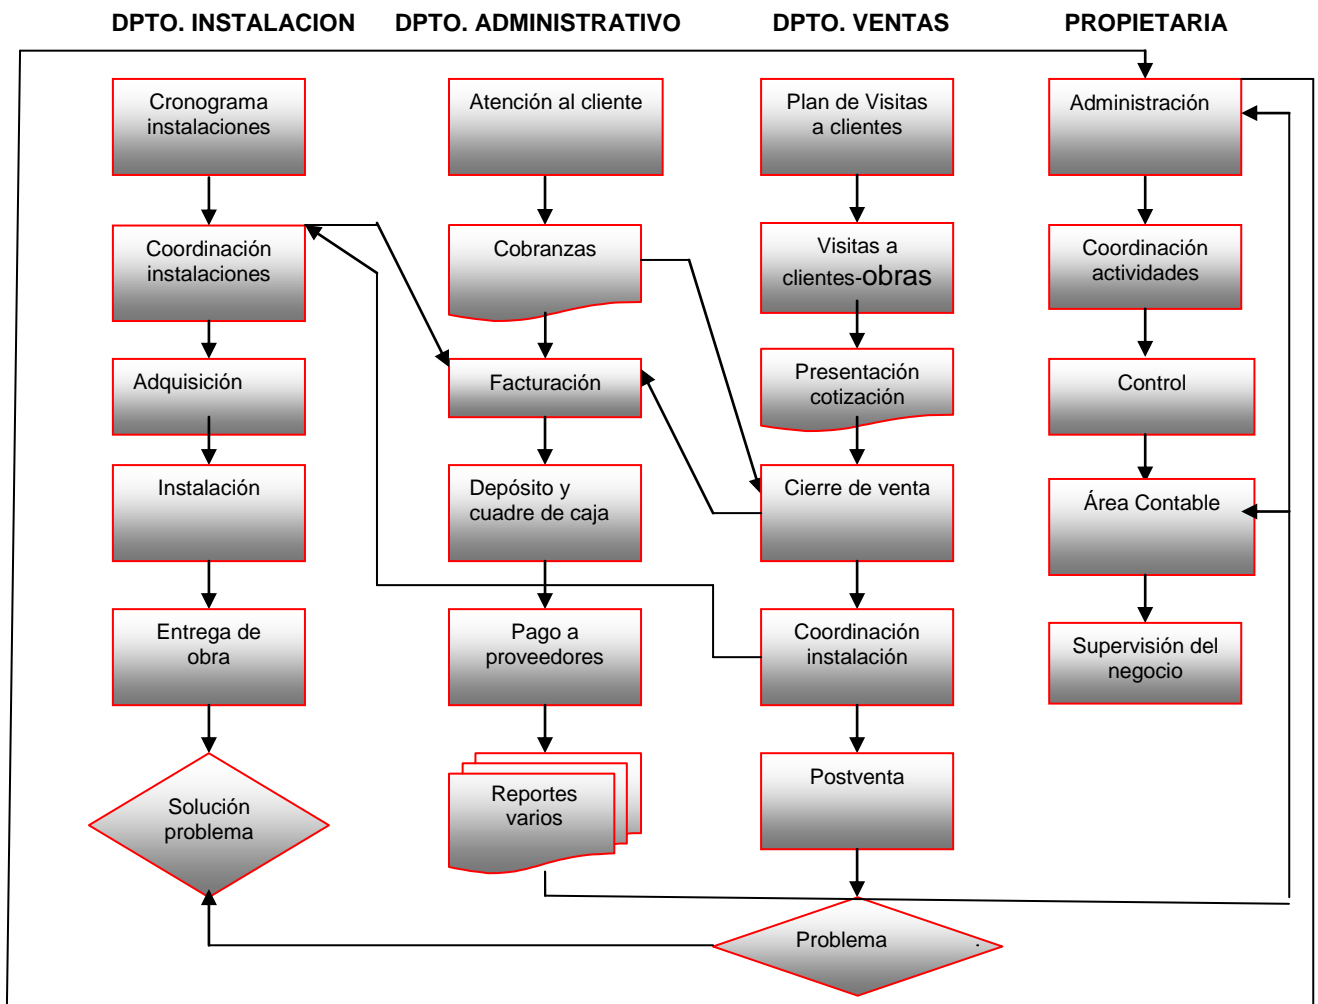 DPTO. INSTALACION
DPTO. ADMINISTRATIVO
DPTO. VENTAS
PROPIETARIA
Cronograma
instalaciones
Coordinación
instalaciones
Adquisición
Instalación
Entrega de
obra
Solución
problema
Atención al cliente
Cobranzas
Facturación
Depósito y
cuadre de caja
Pago a
proveedores
Reportes
varios
Plan de Visitas
a clientes
Visitas a
clientes-obras
Presentación
cotización
Cierre de venta
Coordinación
instalación
Postventa
Problema
.
Administración
Coordinación
actividades
Control
Área Contable
Supervisión del
negocio